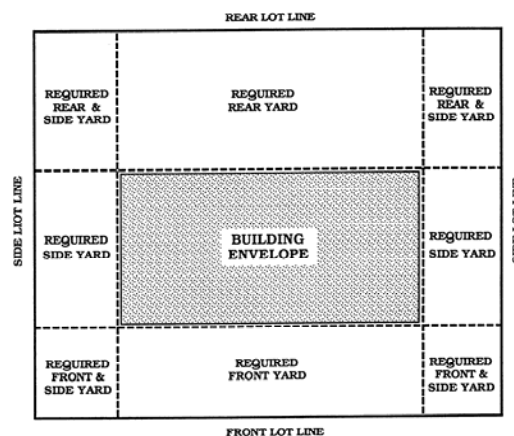 REAR LOT LINE
REQUIRED
REAR &
SIDE YARD
REQUIRED
REAR YARD
REQUIRED
REAR &
SIDE YARD
SIDE LIOT LINE
REQUIRED
SIDE YARD
BUILDING
ENVELOPE
REQUIRED
SIDE YARD
REQUIRED
FRONT &
SIDE YARD
REQUIRED
FRONT YARD
REQUIRED
FRONT &
SIDE YARD
FRONT LOT LINE